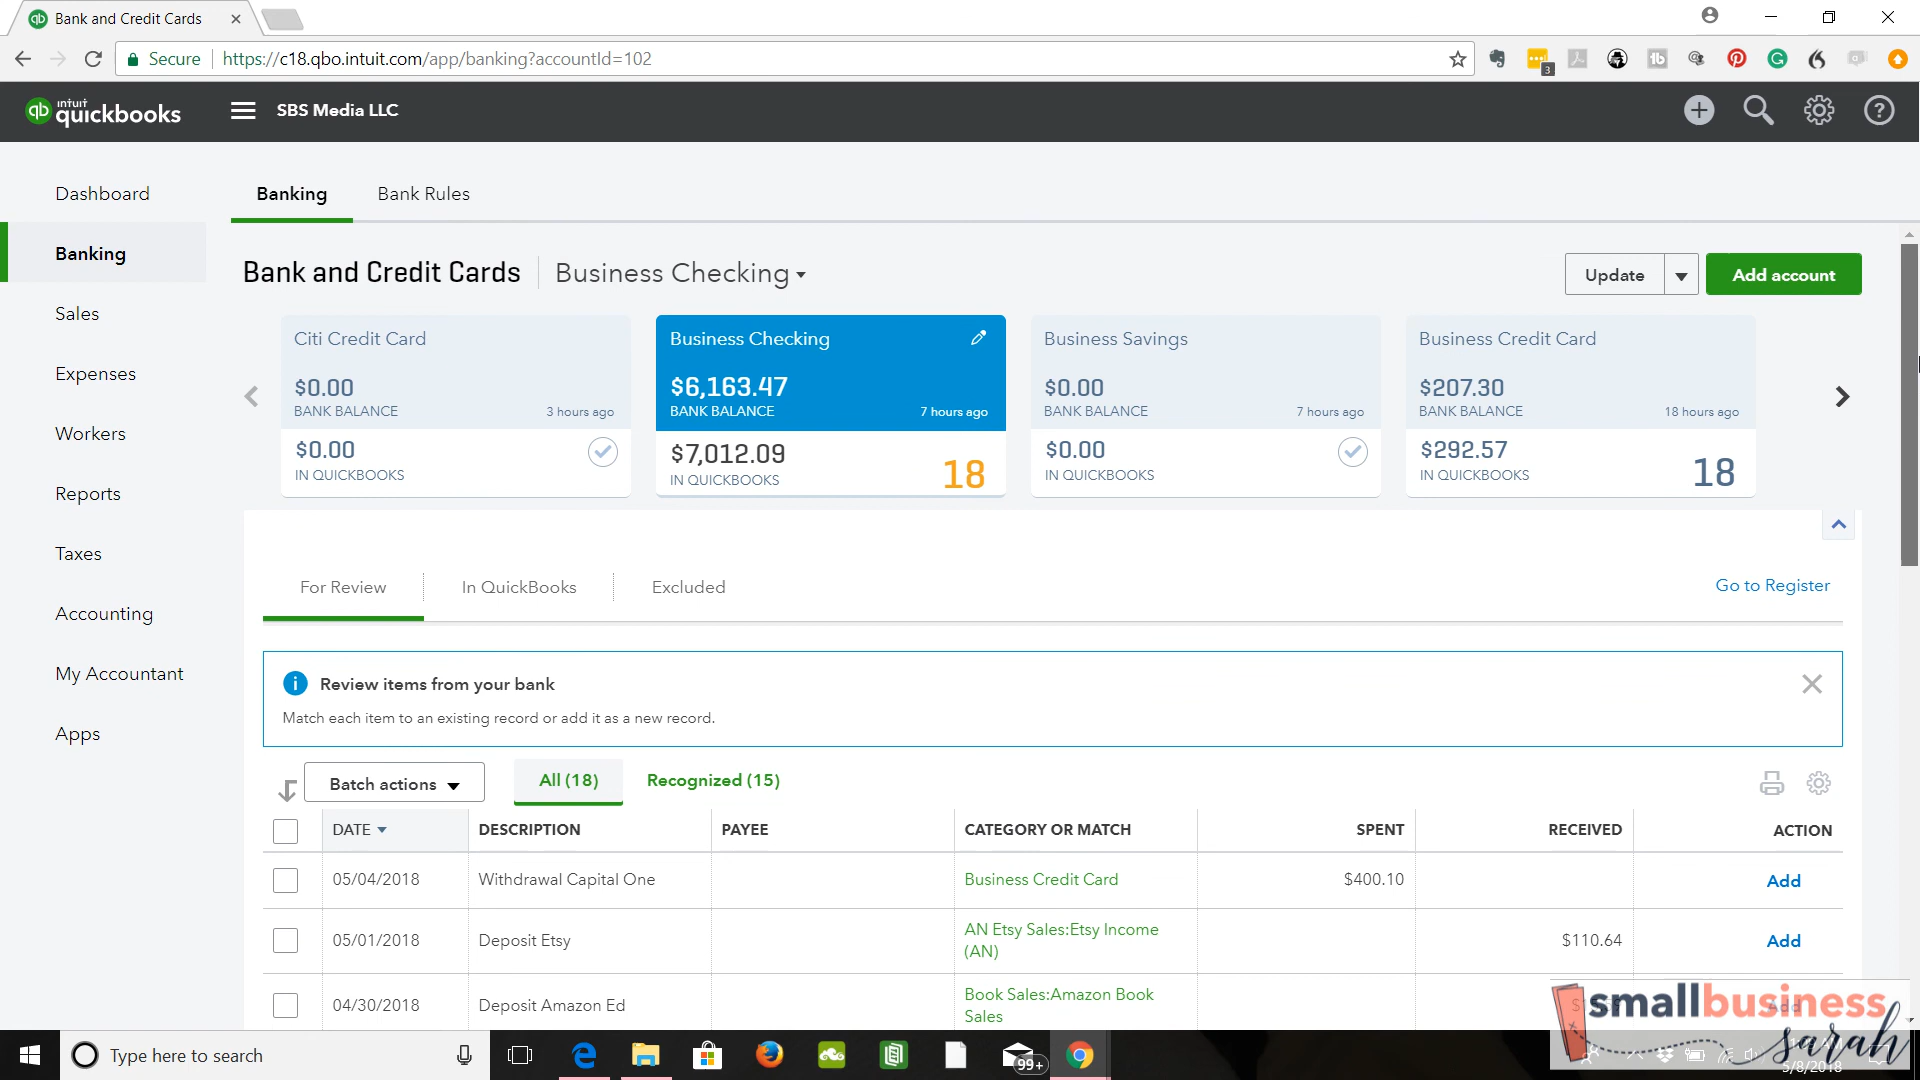 Bank and Credit Cards
Secure https://c18.qbo.intuit.com/app/banking?accountId=102
3
intuit
quickbooks
SBS Media LLC
Dashboard
Banking
Sales
Expenses
Workers
Reports
Taxes
Accounting
My Accountant
Apps
Banking Bank Rules
Bank and Credit Cards Business Checking
Update Add account
Citi Credit Card
$0.00
BANK BALANCE 3 hours ago
$0.00
IN QUICKBOOKS
Business Checking
$6,163.47
BANK BALANCE 7 hours ago
$7,012.09
IN QUICKBOOKS 18
Business Savings
$0.00
BANK BALANCE 7 hours ago
$0.00
IN QUICKBOOKS
Business Credit Card
$207.30
BANK BALANCE 18 hours ago
$292.57
IN QUICKBOOKS 18
For Review In QuickBooks Excluded Go to Register
Review items from your bank
Match each item to an existing record or add it as a new record.
Batch actions All (18) Recognized (15)
DATE DESCRIPTION PAYEE CATEGORY OR MATCH SPENT RECEIVED ACTION
05/04/2018 Withdrawal Capital One Business Credit Card $400.10 Add
05/01/2018 Deposit Etsy AN Etsy Sales:Etsy Income $110.64 Add
(AN)
04/30/2018 Deposit Amazon Ed Book Sales:Amazon Book
Sales
smallbusiness
sarah
Type here to search
99+
5/8/2018